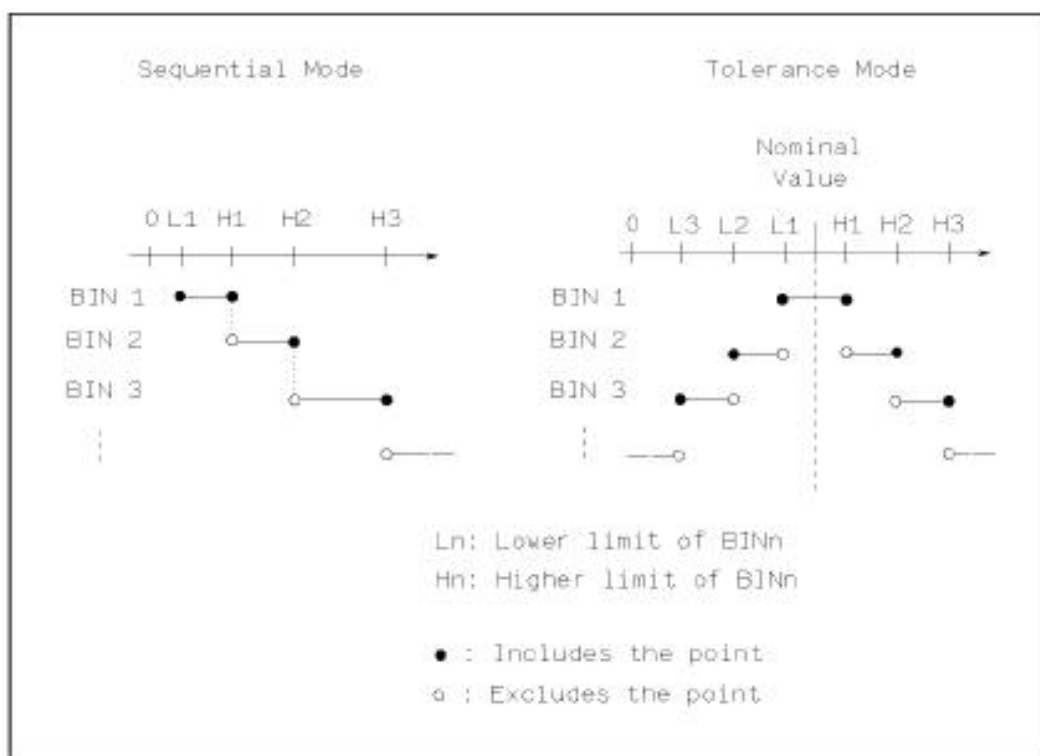 Sequential Mode
Tolerance Mode
Nominal
Value
0 L1 H1 H2 H3
0 L3 L2 L1 H1 H2 H3
BIN 1
BIN 2
BIN 3
BIN 1
BIN 2
BIN 3
Ln: Lower limit of BINn
Hn: Higher limit of BINn
: Includes the point
: Excludes the point